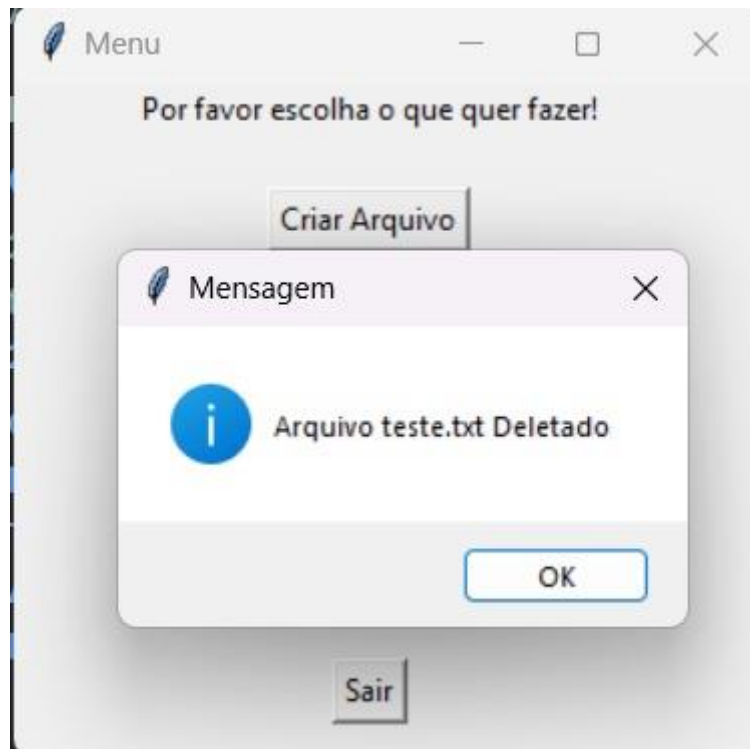 Menu
Por favor escolha o que quer fazer!
Criar Arquivo
Mensagem
Arquivo teste.txt Deletado
OK
Sair